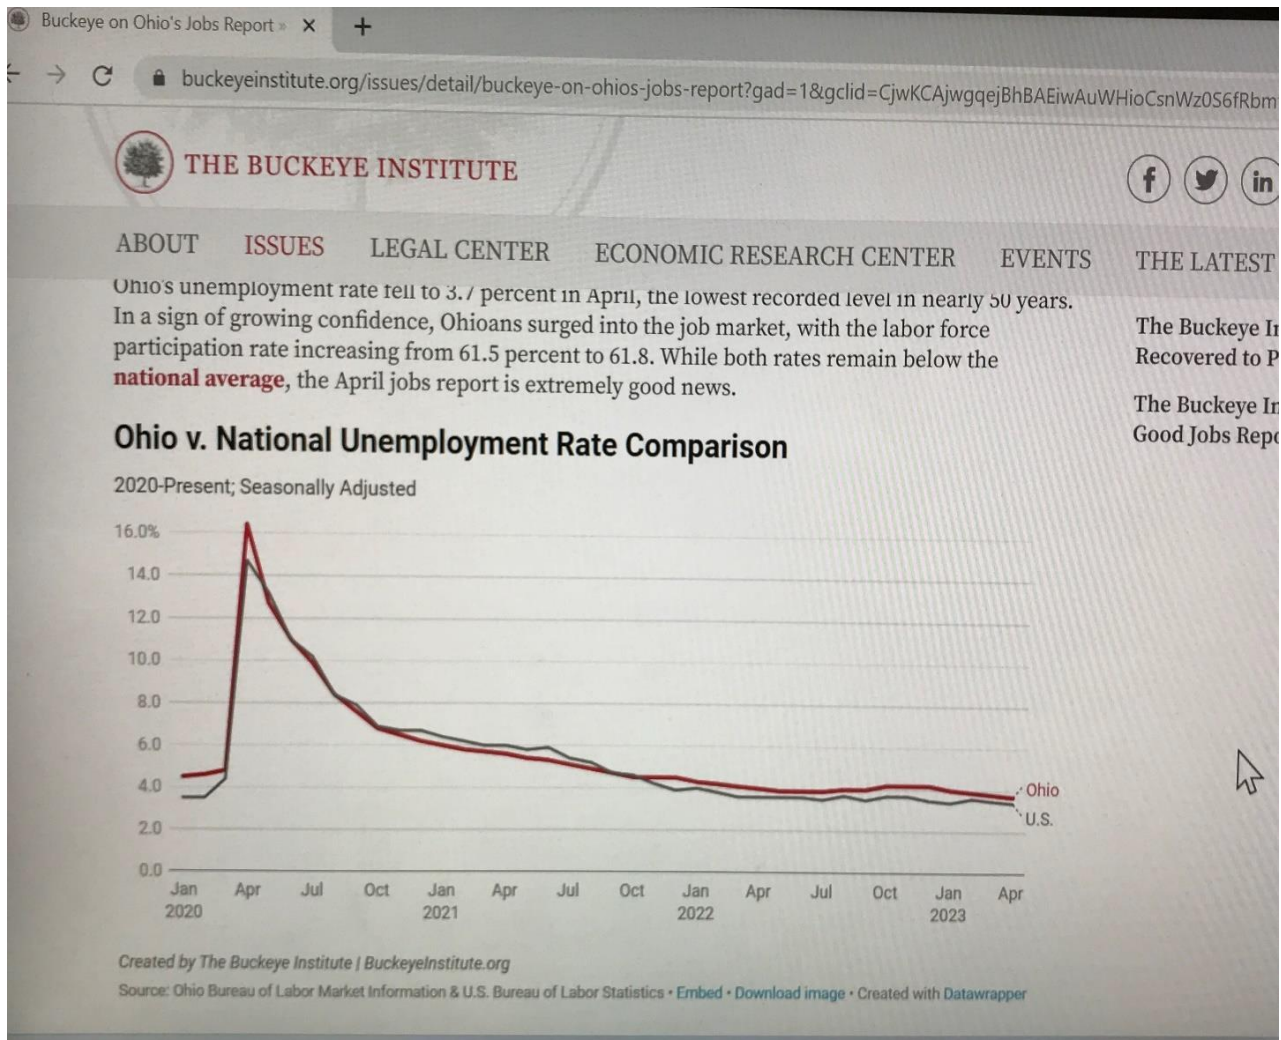 Buckeye on Ohio's Jobs Report »
buckeyeinstitute.org/issues/detail/buckeye-on-ohios-jobs-report?gad=1&gclid=CjwKCAjwgqejBhBAEiwAuWHioCsnWz0S6fRbm
THE BUCKEYE INSTITUTE
f
in
ABOUT ISSUES LEGAL CENTER ECONOMIC RESEARCH CENTER EVENTS THE LATEST
Ohio's unemployment rate fell to 3.7 percent in April, the lowest recorded level in nearly 50 years.
In a sign of growing confidence, Ohioans surged into the job market, with the labor force
participation rate increasing from 61.5 percent to 61.8. While both rates remain below the
national average, the April jobs report is extremely good news.
The Buckeye In
Recovered to P
The Buckeye In
Good Jobs Repo
Ohio v. National Unemployment Rate Comparison
2020-Present; Seasonally Adjusted
16.0%
14.0
12.0
10.0
8.0
6.0
4.0
2.0
0.0
Ohio
U.S.
Jan Apr Jul Oct Jan Apr Jul Oct Jan Apr Jul Oct Jan Apr
2020 2021 2022 2023
Created by The Buckeye Institute | BuckeyeInstitute.org
Source: Ohio Bureau of Labor Market Information & U.S. Bureau of Labor Statistics • Embed • Download image • Created with Datawrapper